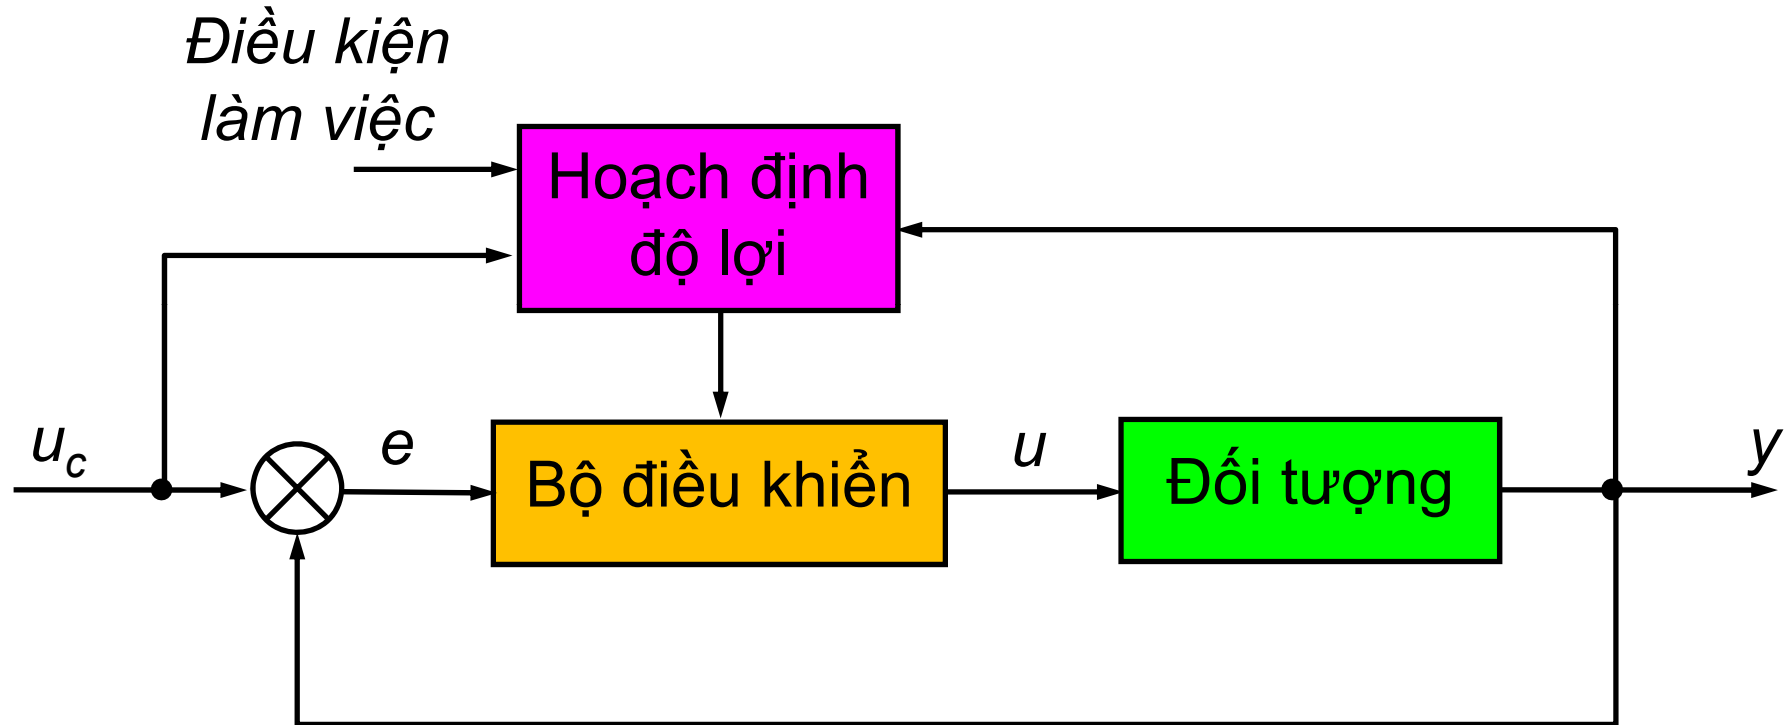 Điều kiện
làm việc
Hoạch định
độ lợi
u_c
e
Bộ điều khiển
u
Đối tượng
y